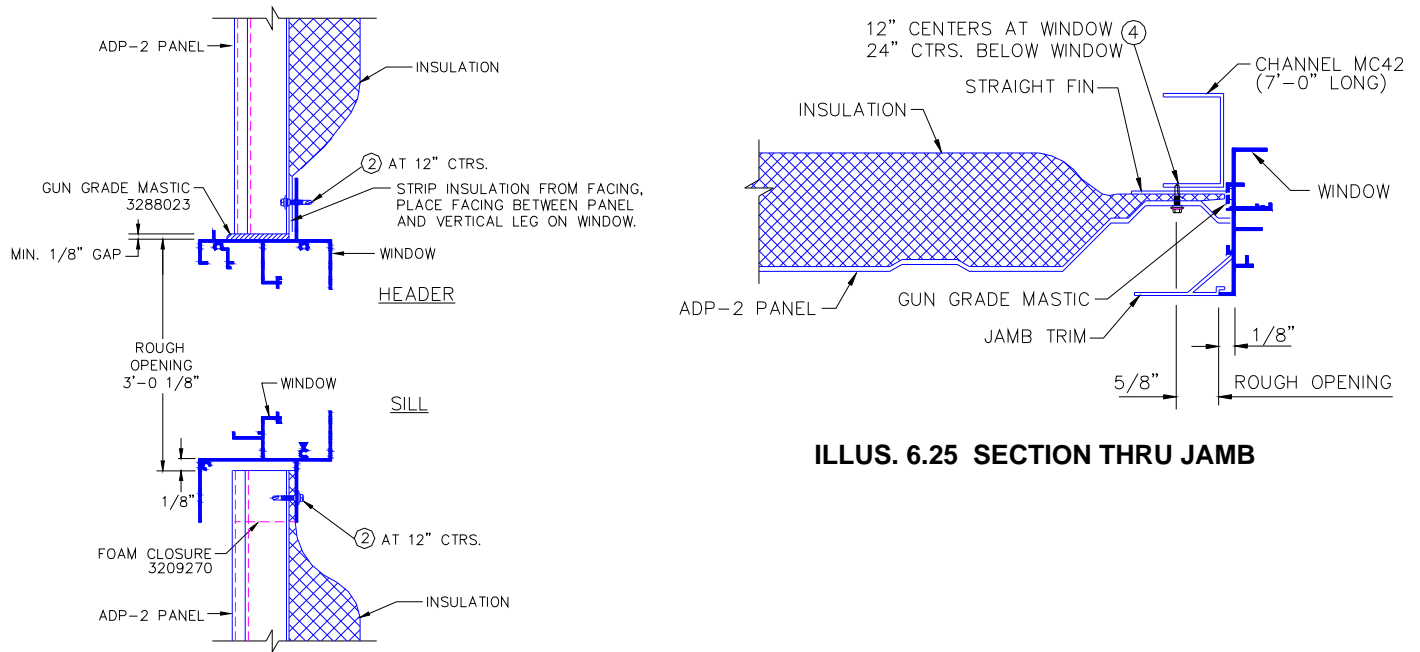 ADP-2 PANEL
INSULATION
② AT 12" CTRS.
GUN GRADE MASTIC
3288023
STRIP INSULATION FROM FACING,
PLACE FACING BETWEEN PANEL
AND VERTICAL LEG ON WINDOW.
MIN. 1/8" GAP
WINDOW
HEADER
ROUGH
OPENING
3'-0 1/8"
WINDOW
SILL
1/8"
② AT 12" CTRS.
FOAM CLOSURE
3209270
ADP-2 PANEL
INSULATION
12" CENTERS AT WINDOW ④
24" CTRS. BELOW WINDOW
CHANNEL MC42
(7'-0" LONG)
STRAIGHT FIN
INSULATION
WINDOW
GUN GRADE MASTIC
ADP-2 PANEL
JAMB TRIM
1/8"
5/8"
ROUGH OPENING
ILLUS. 6.25 SECTION THRU JAMB